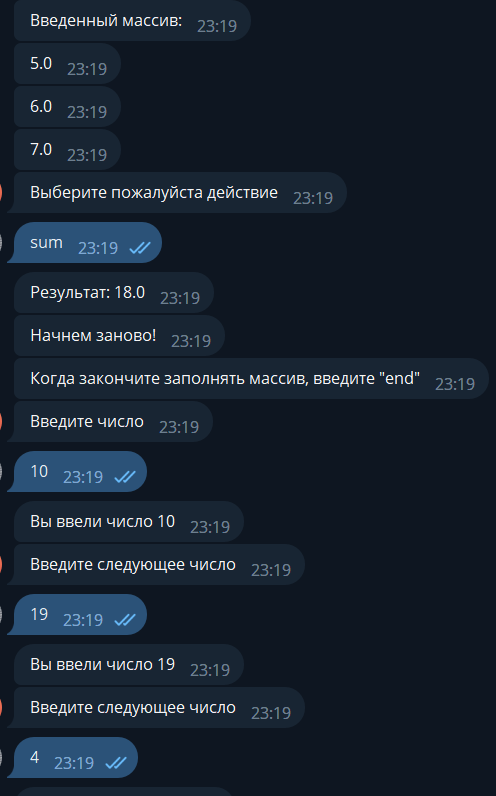 Введенный массив: 23:19
5.0 23:19
6.0 23:19
7.0 23:19
Выберите пожалуйста действие 23:19
sum 23:19
Результат: 18.0 23:19
Начнем заново! 23:19
Когда закончите заполнять массив, введите "end" 23:19
Введите число 23:19
10 23:19
Вы ввели число 10 23:19
Введите следующее число 23:19
19 23:19
Вы ввели число 19 23:19
Введите следующее число 23:19
4 23:19